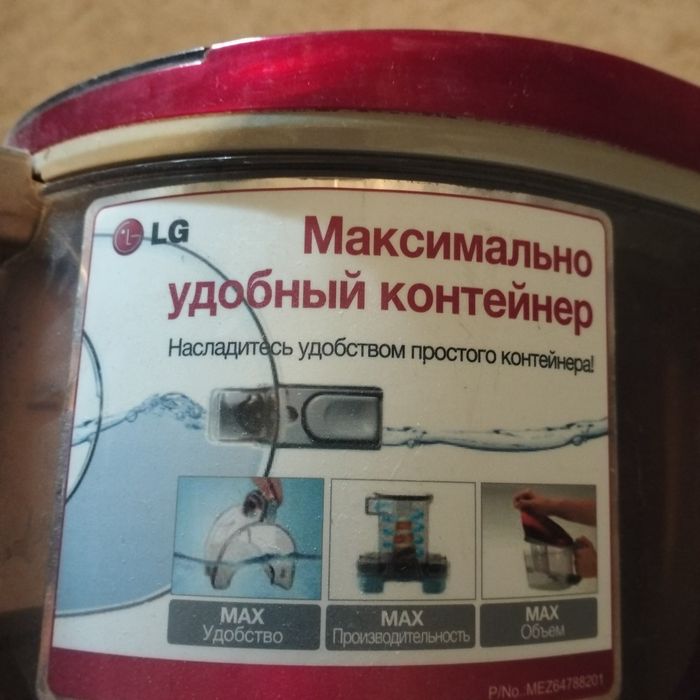 LG
Максимально
удобный контейнер
Насладитесь удобством простого контейнера!
MAX
Удобство
MAX
Производительность
MAX
Объем
P/No.:MEZ64788201